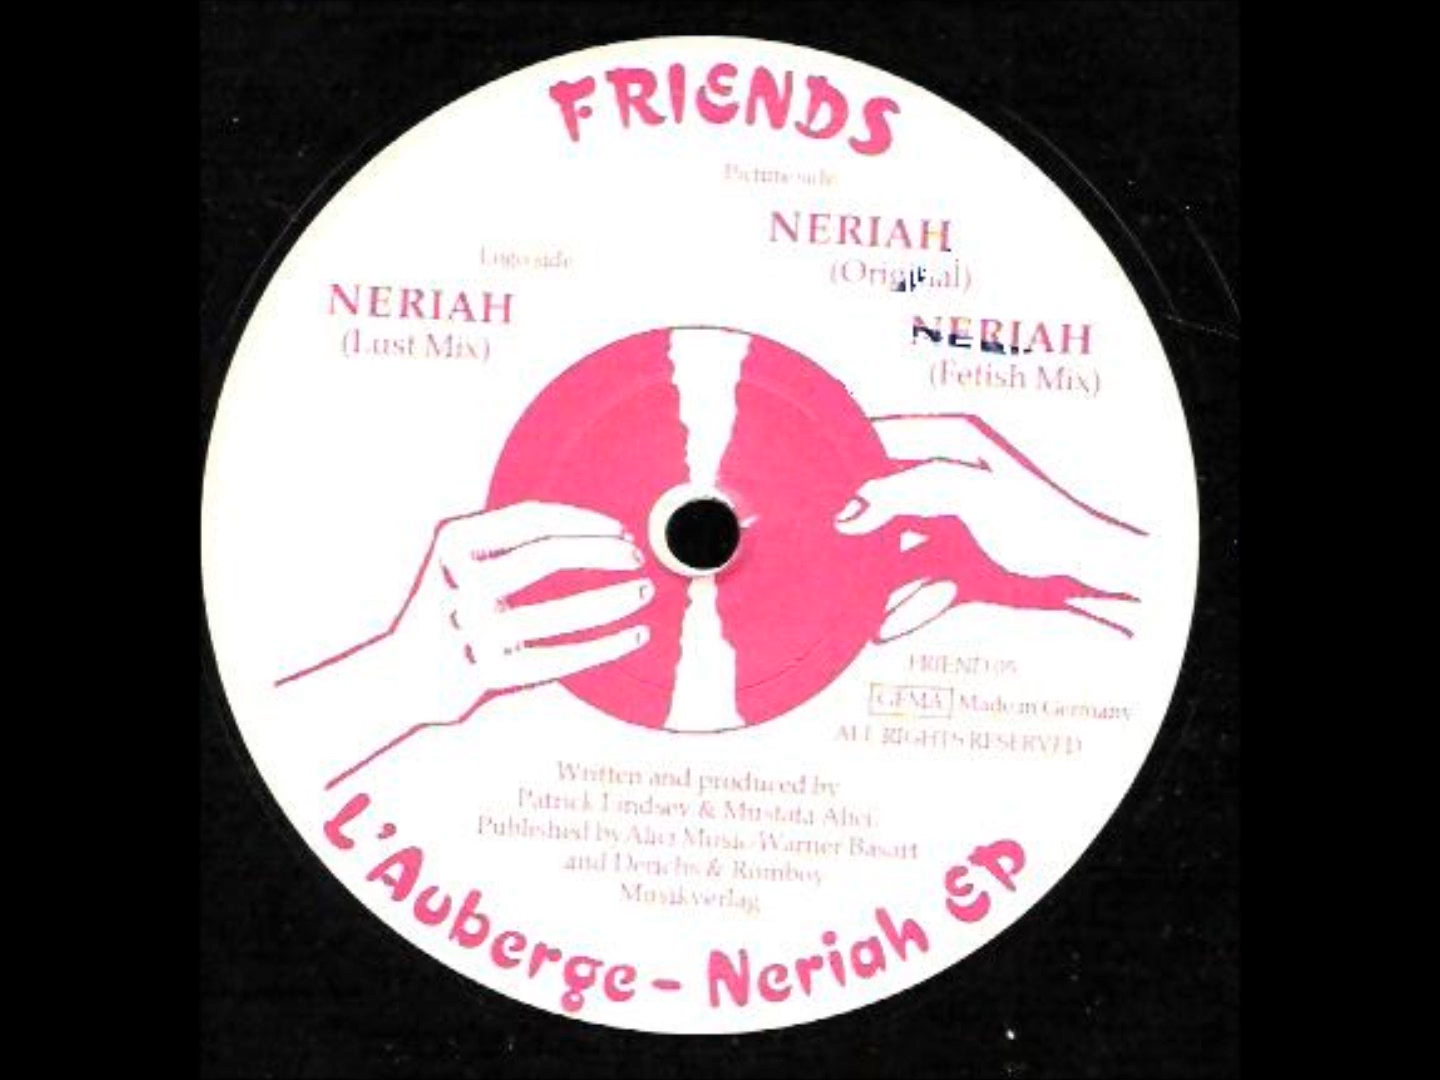 FRIENDS
Picture side
NERIAH
(Original)
Logo side
NERIAH
(Lust Mix)
NERIAH
(Fetish Mix)
FRIEND 05
GEMA Made in Germany
ALL RIGHTS RESERVED
Written and produced by
Patrick Lindsey & Mustafa Alici
Published by Alici Music/Warner Basart
and Derichs & Romboy
Musikverlag
L'Auberge - Neriah EP